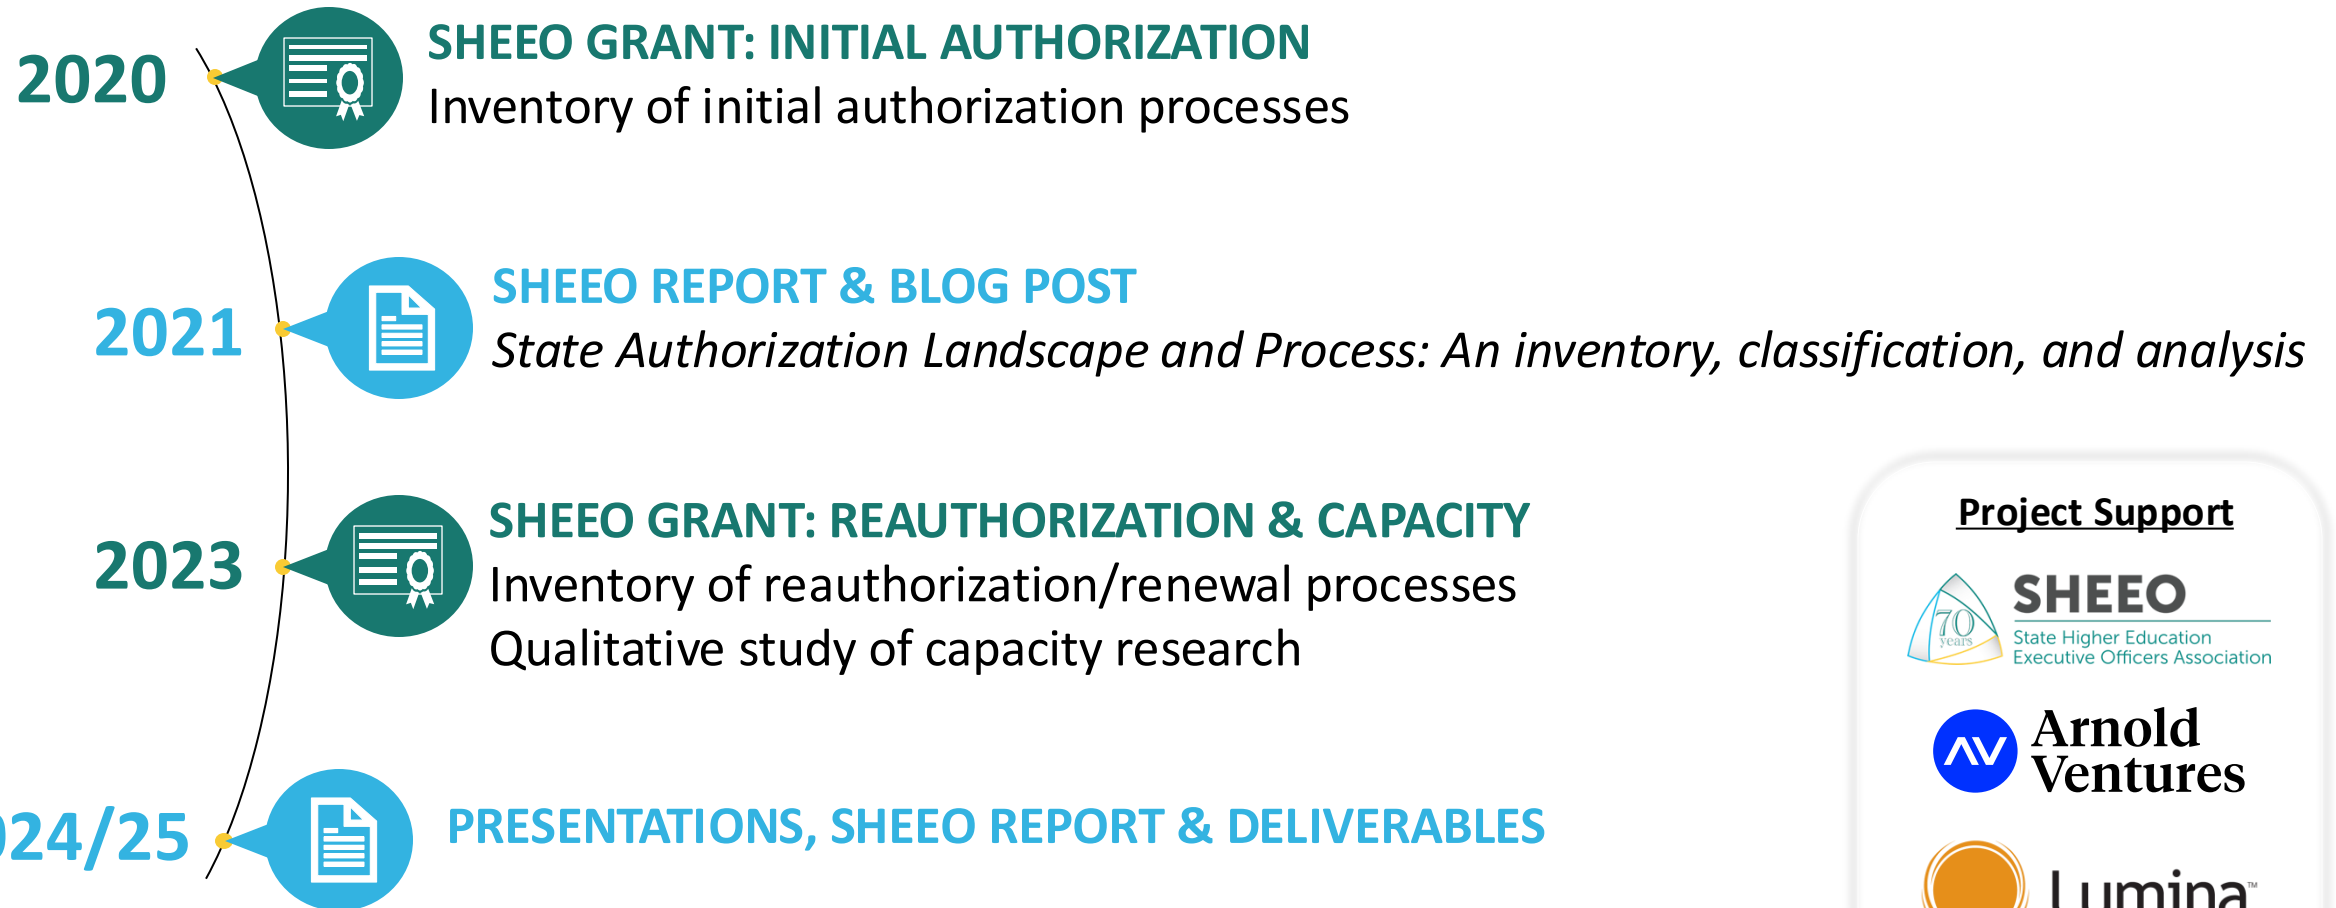 2020
SHEEO GRANT: INITIAL AUTHORIZATION
Inventory of initial authorization processes
2021
SHEEO REPORT & BLOG POST
State Authorization Landscape and Process: An inventory, classification, and analysis
2023
SHEEO GRANT: REAUTHORIZATION & CAPACITY
Inventory of reauthorization/renewal processes
Qualitative study of capacity research
024/25
PRESENTATIONS, SHEEO REPORT & DELIVERABLES
Project Support
70
years
SHEEO
State Higher Education
Executive Officers Association
AV
Arnold
Ventures
Lumina™